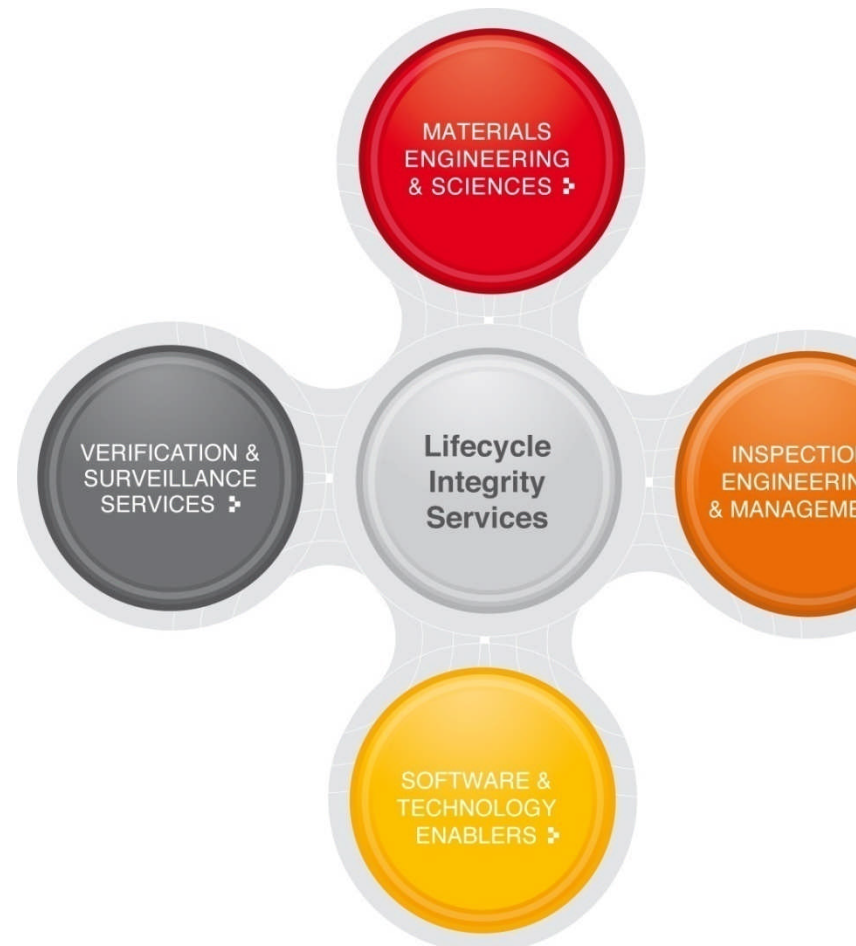 MATERIALS
ENGINEERING
& SCIENCES
VERIFICATION &
SURVEILLANCE
SERVICES
Lifecycle
Integrity
Services
INSPECTIO
ENGINEERIN
& MANAGEME
SOFTWARE &
TECHNOLOGY
ENABLERS